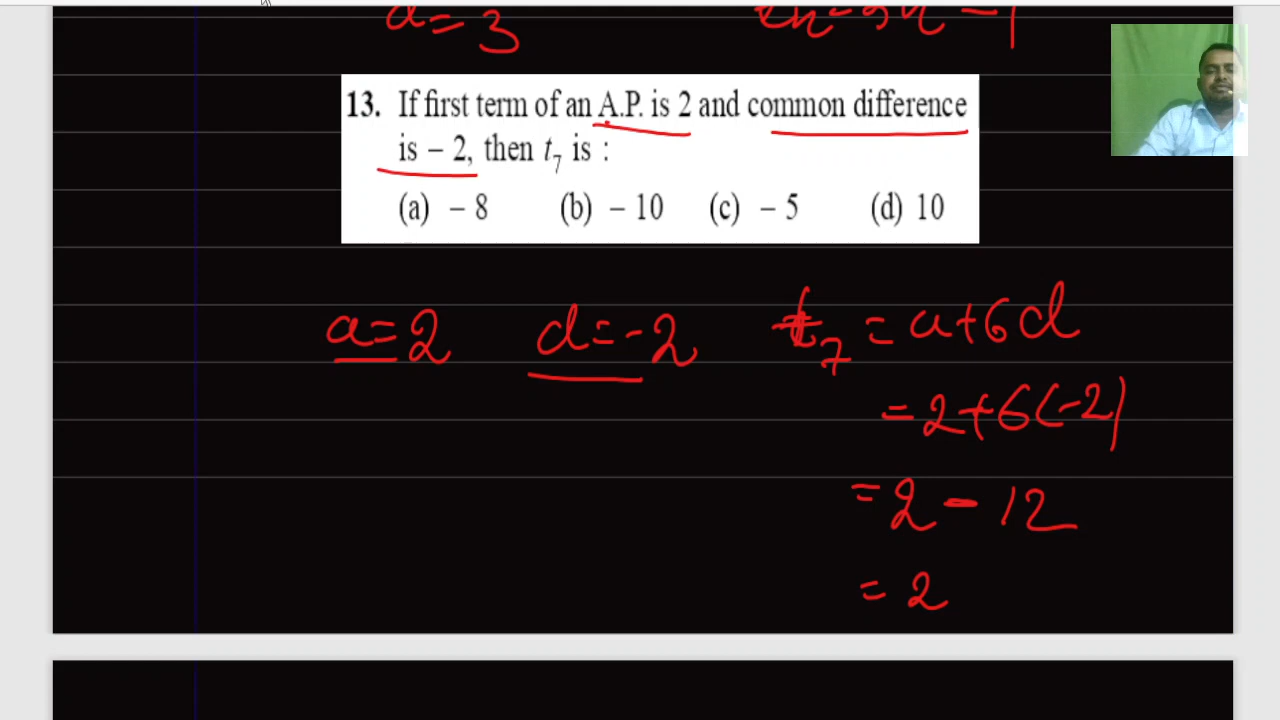 d=3
13. If first term of an A.P. is 2 and common difference
is – 2, then t₇ is :
(a) – 8 (b) – 10 (c) – 5 (d) 10
a=2 d=-2 t₇ = a+6d
= 2+6(-2)
= 2 - 12
= 2